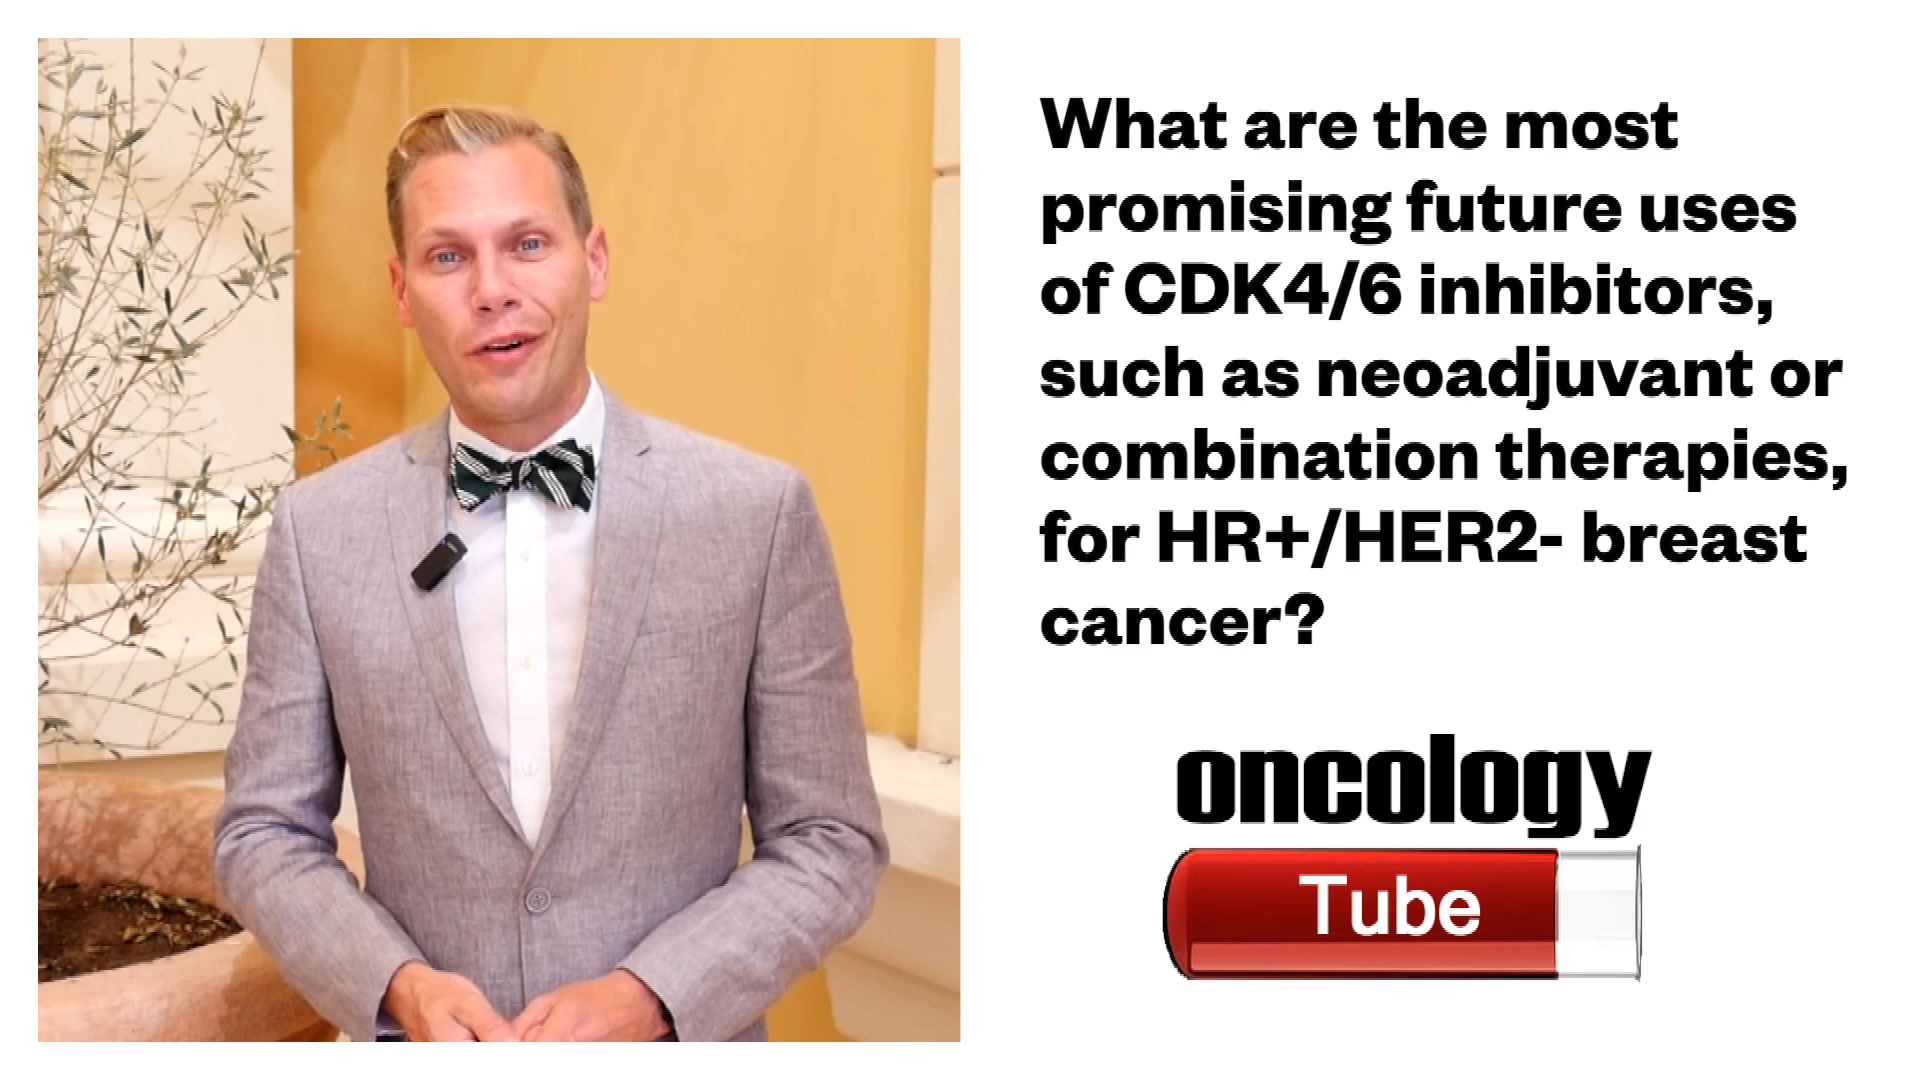 What are the most
promising future uses
of CDK4/6 inhibitors,
such as neoadjuvant or
combination therapies,
for HR+/HER2- breast
cancer?
oncology
Tube